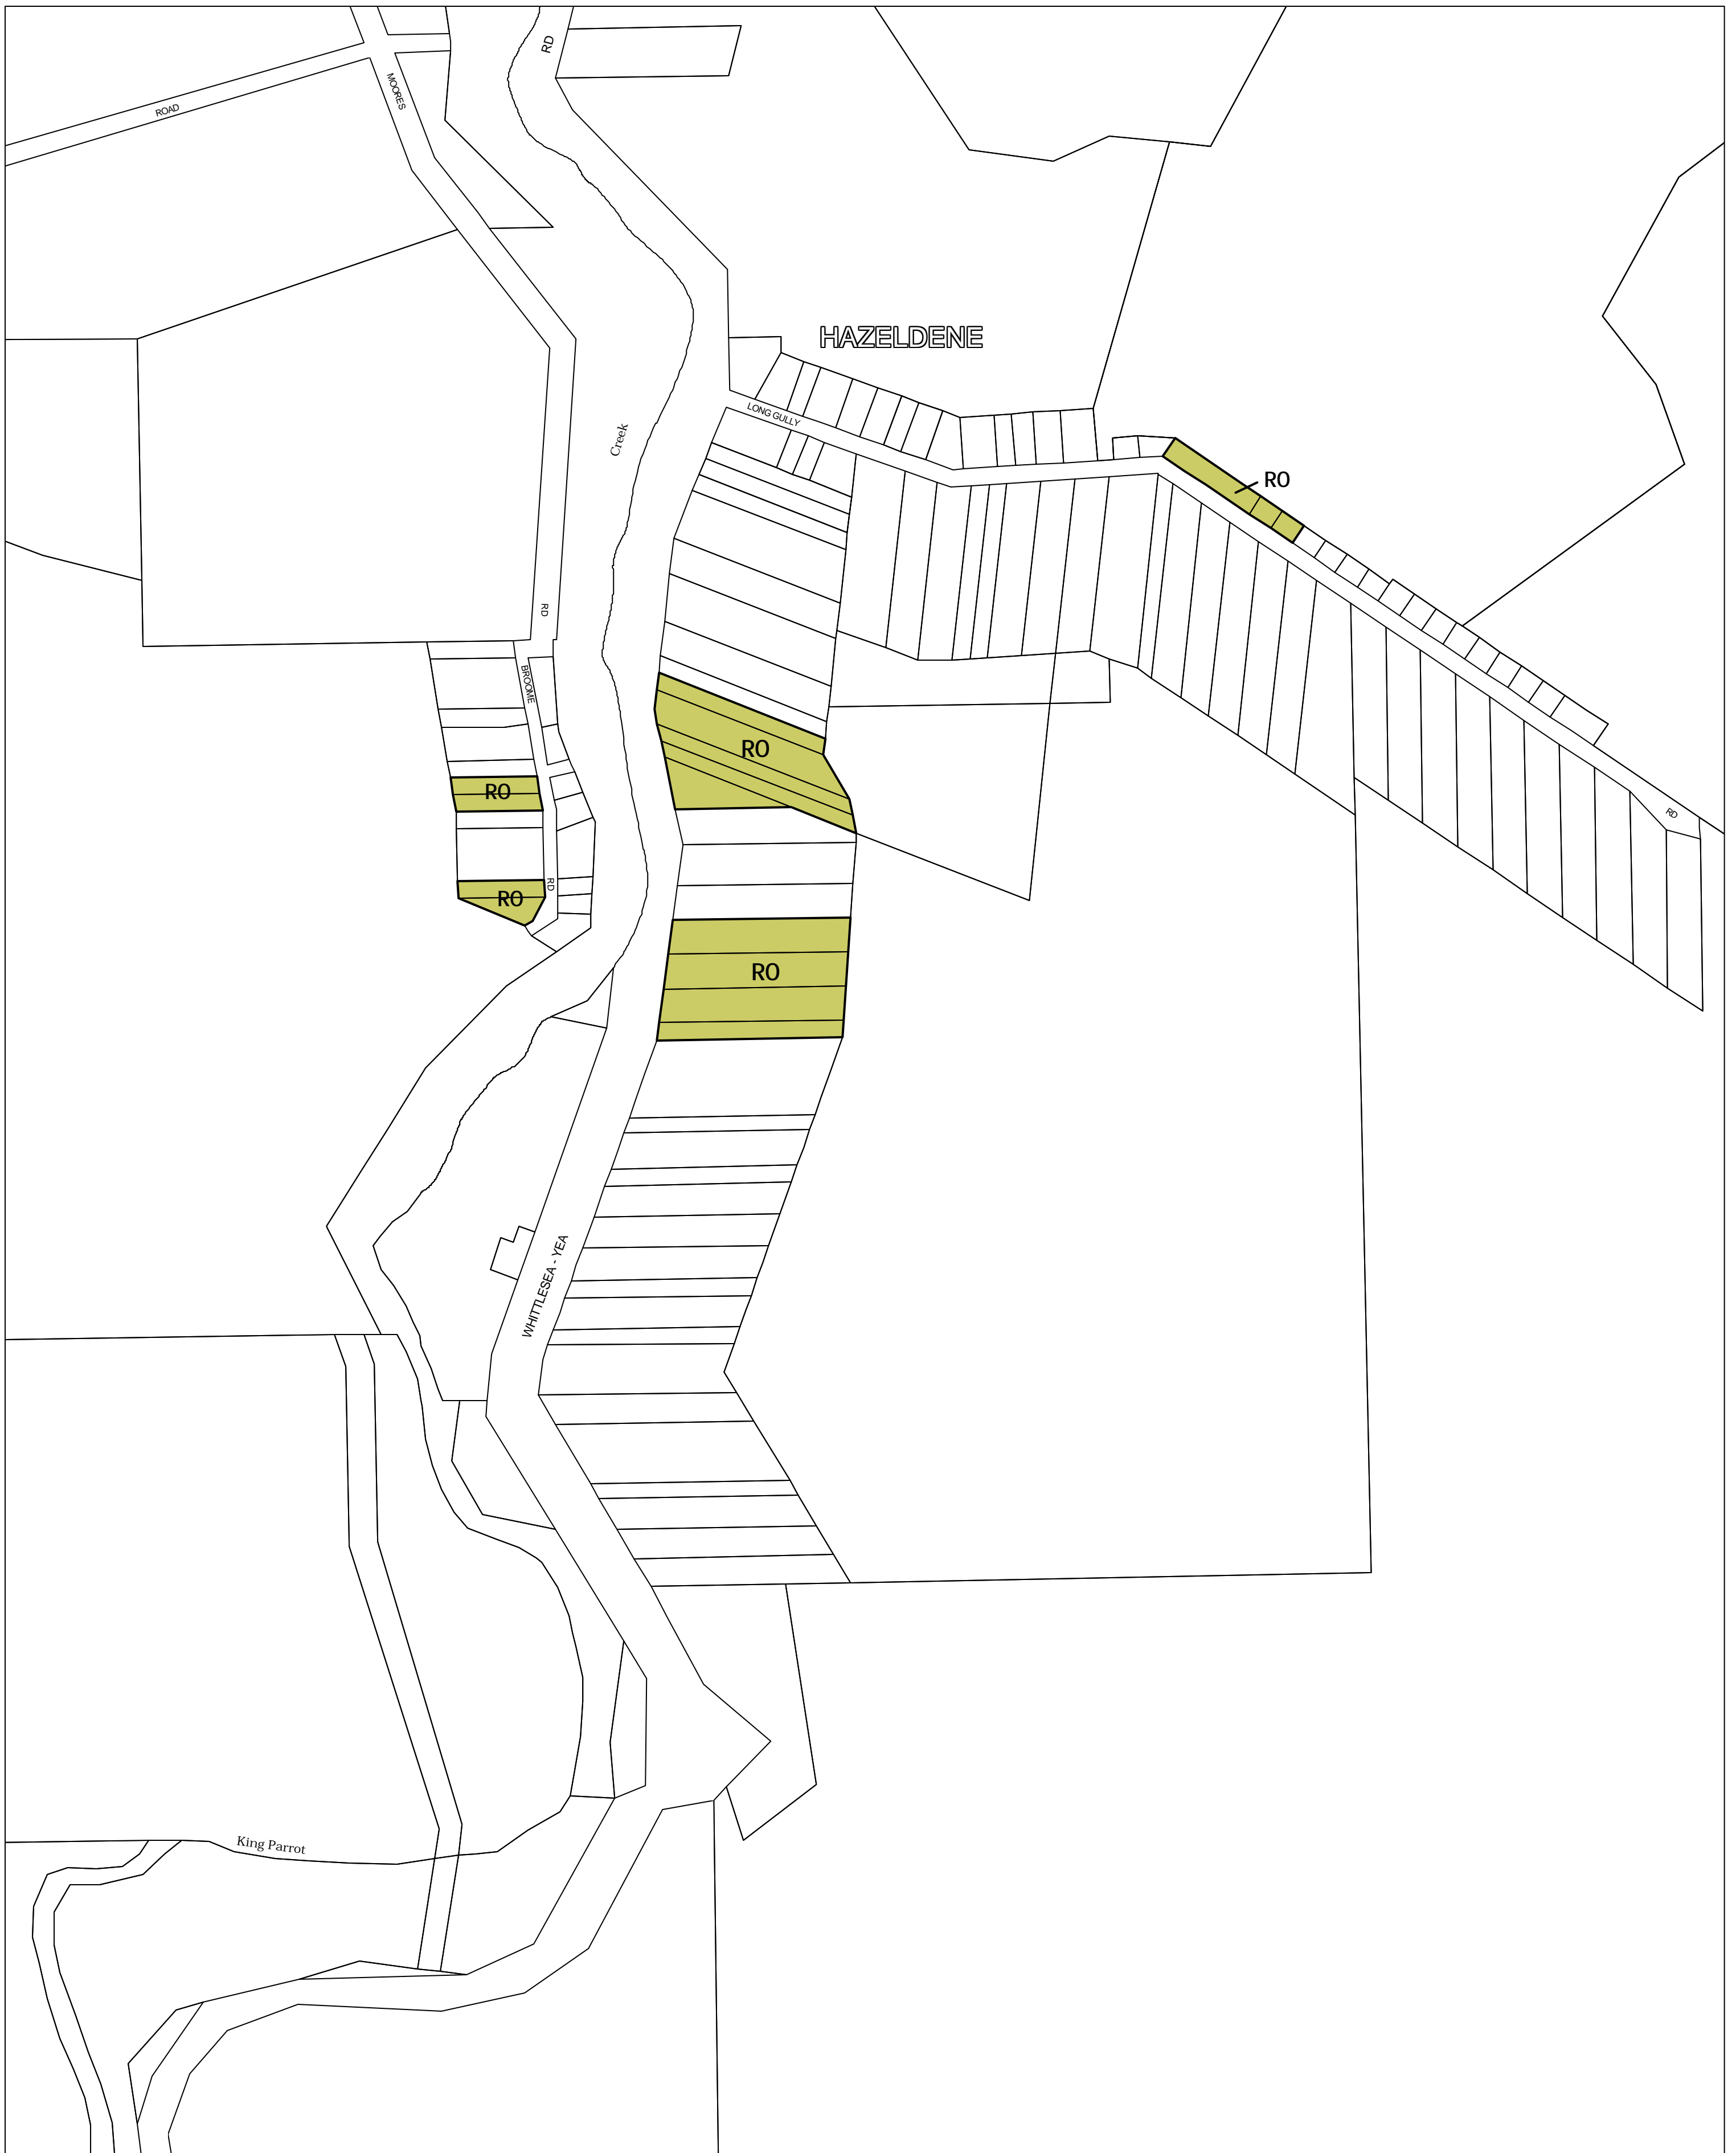 RD
MOORES
ROAD
HAZELDENE
LONG GULLY
Creek
RO
RD
BROOME
RO
RO
RD
RD
RO
RO
WHITTLESEA - YEA
King Parrot